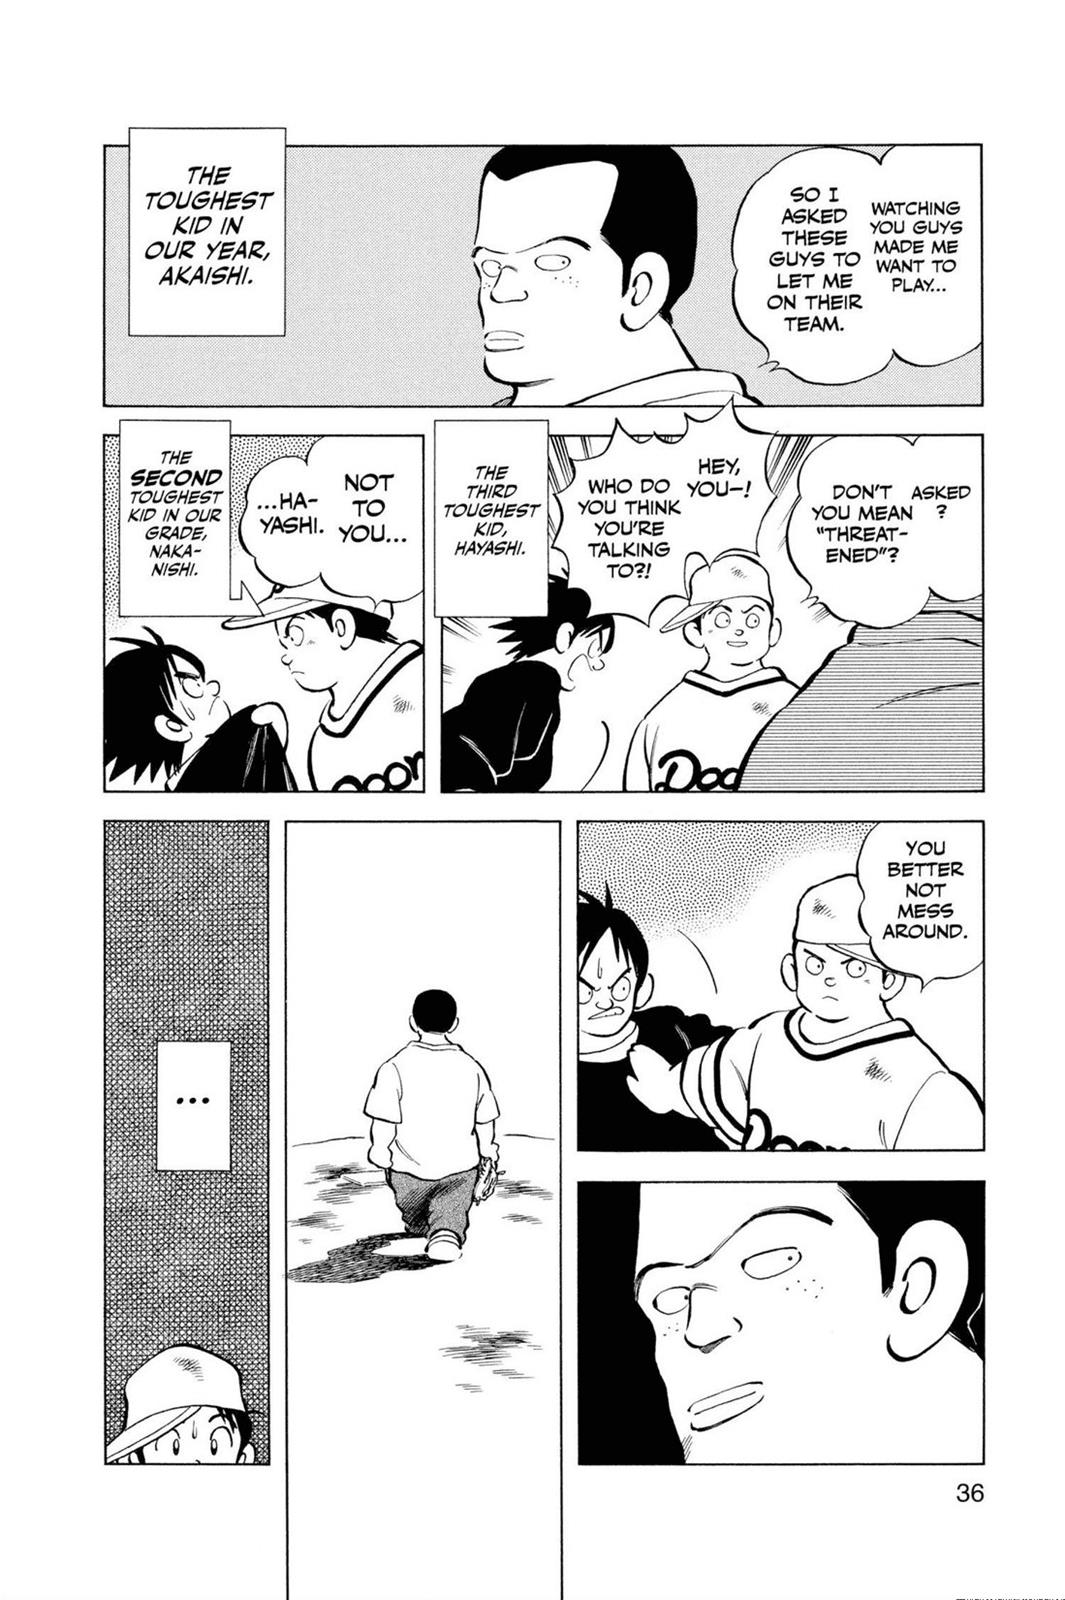 WATCHING
YOU GUYS
MADE ME
WANT TO
PLAY...
SO I
ASKED
THESE
GUYS TO
LET ME
ON THEIR
TEAM.
THE
TOUGHEST
KID IN
OUR YEAR,
AKAISHI.
ASKED
?
DON'T
YOU MEAN
"THREAT-
ENED"?
HEY,
YOU—!
WHO DO
YOU THINK
YOU'RE
TALKING
TO?!
THE
THIRD
TOUGHEST
KID,
HAYASHI.
NOT
TO
YOU...
...HA-
YASHI.
THE
SECOND
TOUGHEST
KID IN OUR
GRADE,
NAKA-
NISHI.
YOU
BETTER
NOT
MESS
AROUND.
...
36